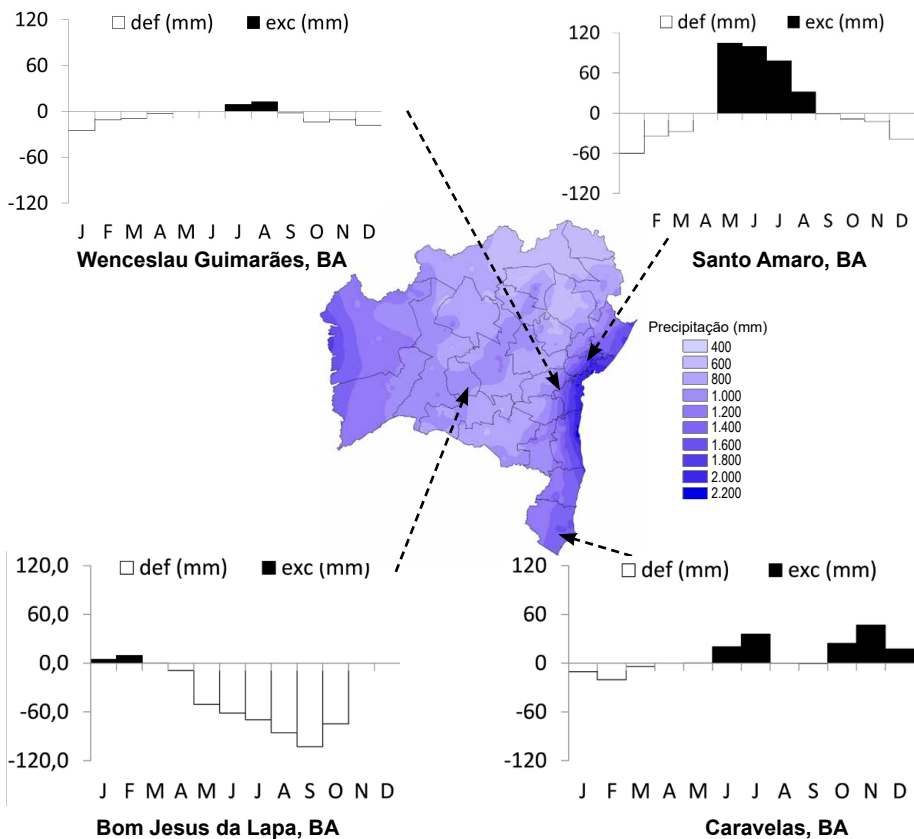 def (mm) exc (mm)
120
60
0
-60
-120
J F M A M J J A S O N D
Wenceslau Guimarães, BA
def (mm) exc (mm)
120
60
0
-60
-120
F M A M J J A S O N D
Santo Amaro, BA
Precipitação (mm)
400
600
800
1.000
1.200
1.400
1.600
1.800
2.000
2.200
def (mm) exc (mm)
120,0
60,0
0,0
-60,0
-120,0
J F M A M J J A S O N D
Bom Jesus da Lapa, BA
def (mm) exc (mm)
120
60
0
-60
-120
J F M A M J J A S O N D
Caravelas, BA